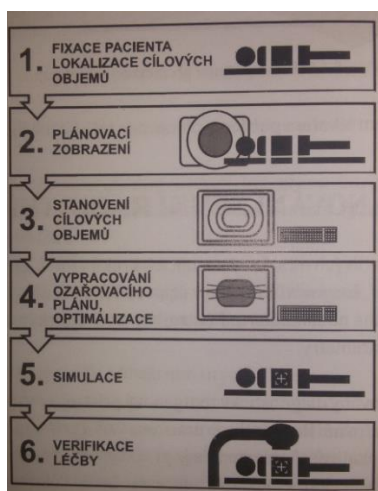 1. FIXACE PACIENTA
LOKALIZACE CÍLOVÝCH
OBJEMŮ
2. PLÁNOVACÍ
ZOBRAZENÍ
3. STANOVENÍ
CÍLOVÝCH
OBJEMŮ
4. VYPRACOVÁNÍ
OZAŘOVACÍHO
PLÁNU,
OPTIMALIZACE
5. SIMULACE
6. VERIFIKACE
LÉČBY